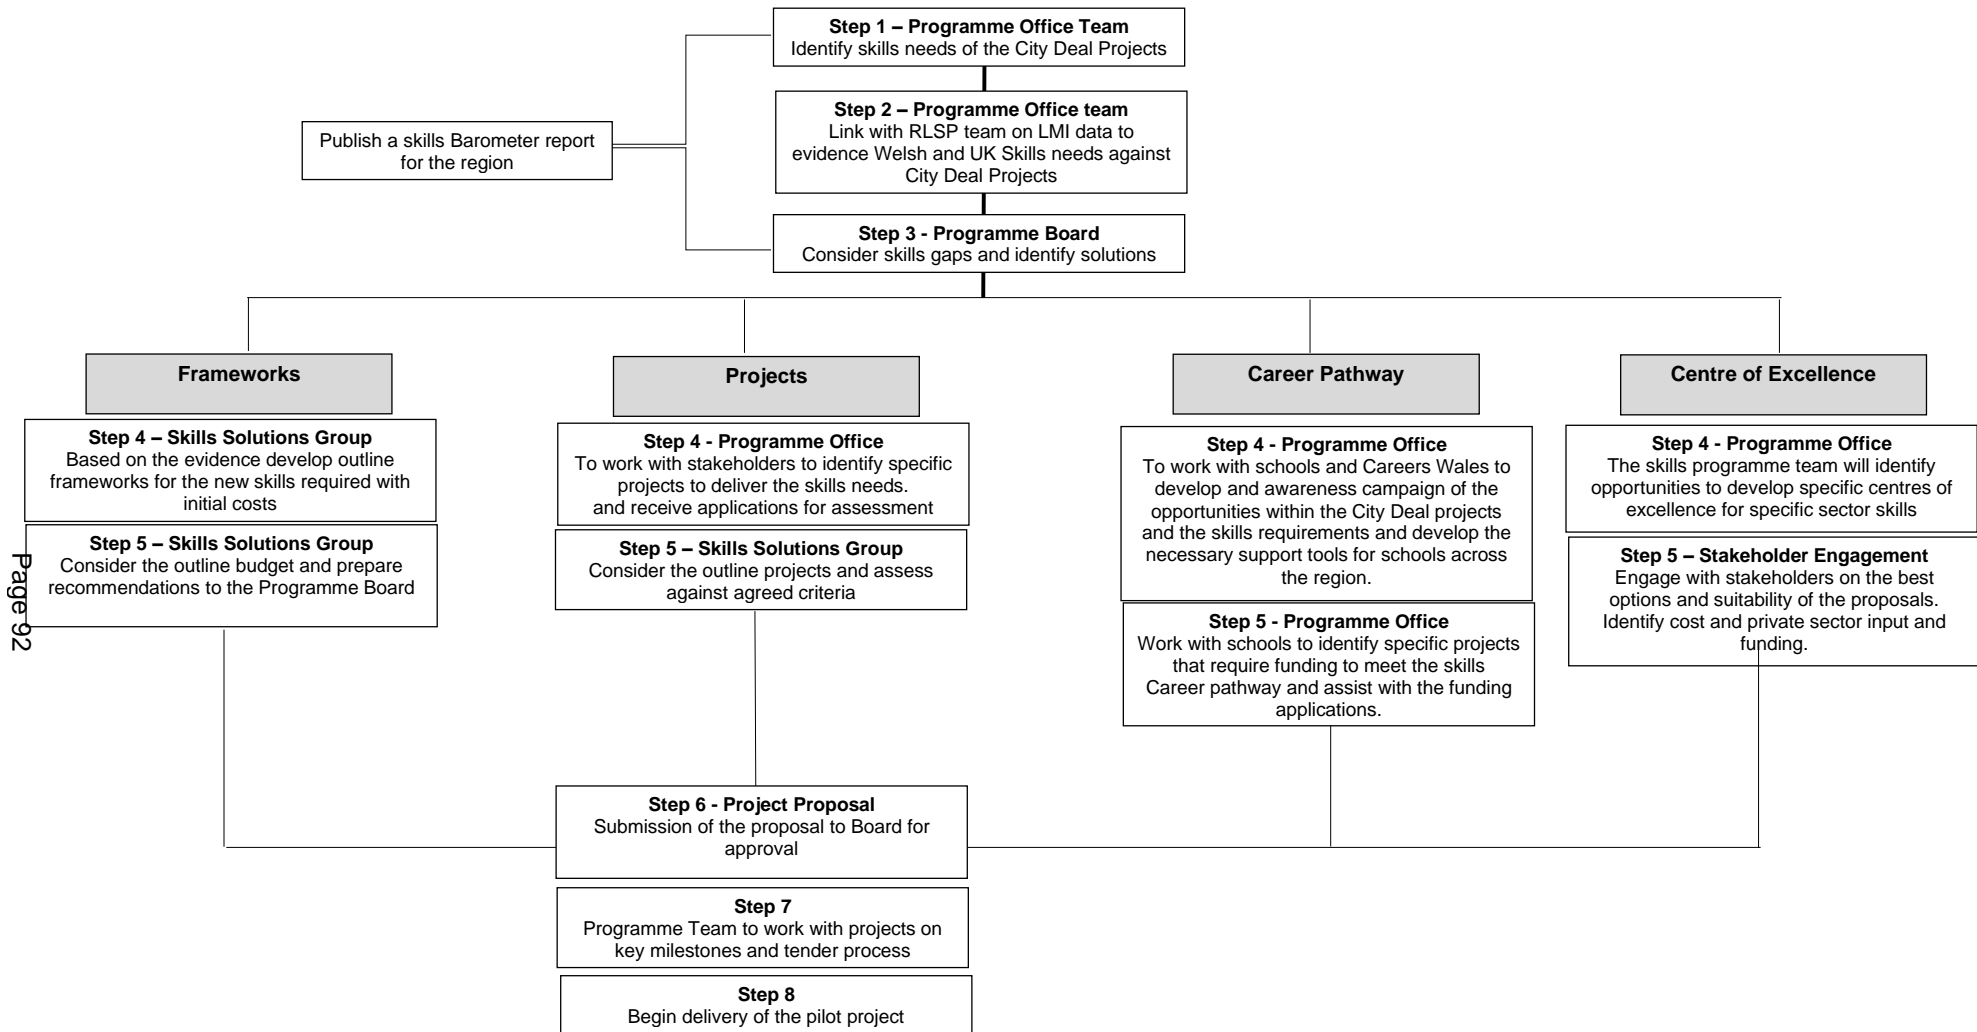 Step 1 – Programme Office Team
Identify skills needs of the City Deal Projects
Step 2 – Programme Office team
Link with RLSP team on LMI data to
evidence Welsh and UK Skills needs against
City Deal Projects
Publish a skills Barometer report
for the region
Step 3 - Programme Board
Consider skills gaps and identify solutions
Frameworks
Step 4 – Skills Solutions Group
Based on the evidence develop outline
frameworks for the new skills required with
initial costs
Step 5 – Skills Solutions Group
Consider the outline budget and prepare
recommendations to the Programme Board
Projects
Step 4 - Programme Office
To work with stakeholders to identify specific
projects to deliver the skills needs.
and receive applications for assessment
Step 5 – Skills Solutions Group
Consider the outline projects and assess
against agreed criteria
Career Pathway
Step 4 - Programme Office
To work with schools and Careers Wales to
develop and awareness campaign of the
opportunities within the City Deal projects
and the skills requirements and develop the
necessary support tools for schools across
the region.
Step 5 - Programme Office
Work with schools to identify specific projects
that require funding to meet the skills
Career pathway and assist with the funding
applications.
Centre of Excellence
Step 4 - Programme Office
The skills programme team will identify
opportunities to develop specific centres of
excellence for specific sector skills
Step 5 – Stakeholder Engagement
Engage with stakeholders on the best
options and suitability of the proposals.
Identify cost and private sector input and
funding.
Step 6 - Project Proposal
Submission of the proposal to Board for
approval
Step 7
Programme Team to work with projects on
key milestones and tender process
Step 8
Begin delivery of the pilot project
Page 92